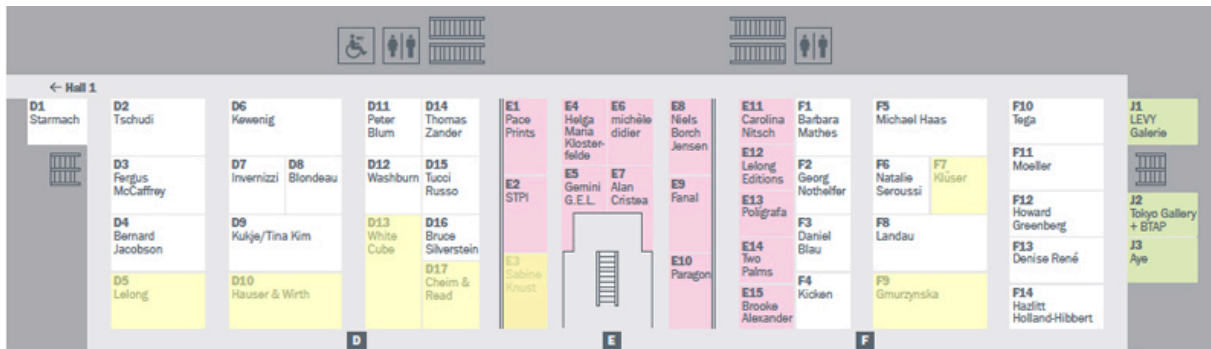 ← Hall 1
D1
Starmach
D2
Tschudi
D3
Fergus
McCaffrey
D4
Bernard
Jacobson
D5
Lelong
D6
Kewenig
D7
Invernizzi
D8
Blondeau
D9
Kukje/Tina Kim
D10
Hauser & Wirth
D11
Peter
Blum
D12
Washburn
D13
White
Cube
D14
Thomas
Zander
D15
Tucci
Russo
D16
Bruce
Silverstein
D17
Cheim &
Read
E1
Pace
Prints
E2
STPI
E3
Sabine
Knust
E4
Helga
Maria
Kloster-
felde
E5
Gemini
G.E.L.
E6
michèle
didier
E7
Alan
Cristea
E8
Niels
Borch
Jensen
E9
Fanal
E10
Paragon
E11
Carolina
Nitsch
E12
Lelong
Editions
E13
Polígrafa
E14
Two
Palms
E15
Brooke
Alexander
F1
Barbara
Mathes
F2
Georg
Nothelfer
F3
Daniel
Blau
F4
Kicken
F5
Michael Haas
F6
Natalie
Seroussi
F7
Klüser
F8
Landau
F9
Gmurzynska
F10
Tega
F11
Moeller
F12
Howard
Greenberg
F13
Denise René
F14
Hazlitt
Holland-Hibbert
J1
LEVY
Galerie
J2
Tokyo Gallery
+ BTAP
J3
Aye
D
E
F